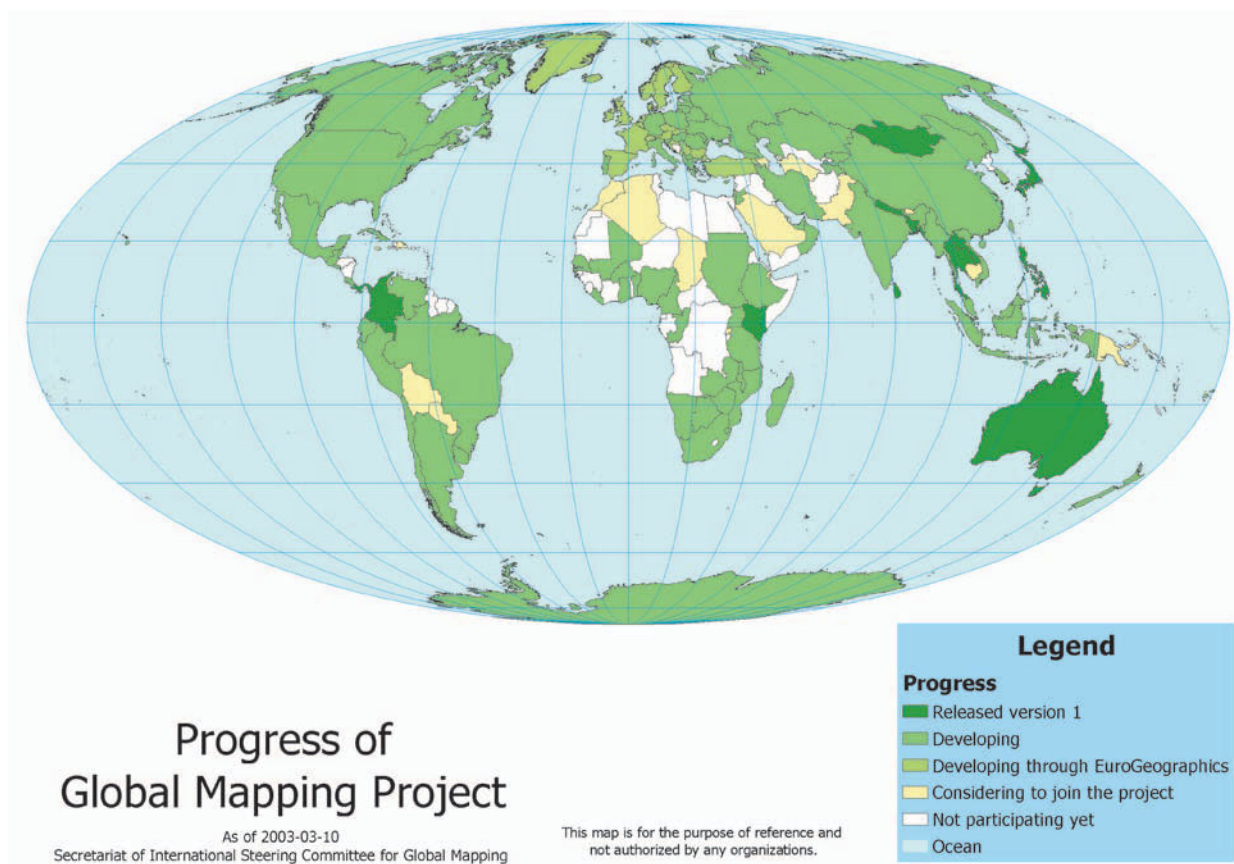 Legend
Progress
Released version 1
Developing
Developing through EuroGeographics
Considering to join the project
Not participating yet
Ocean
Progress of
Global Mapping Project
As of 2003-03-10
Secretariat of International Steering Committee for Global Mapping
This map is for the purpose of reference and
not authorized by any organizations.